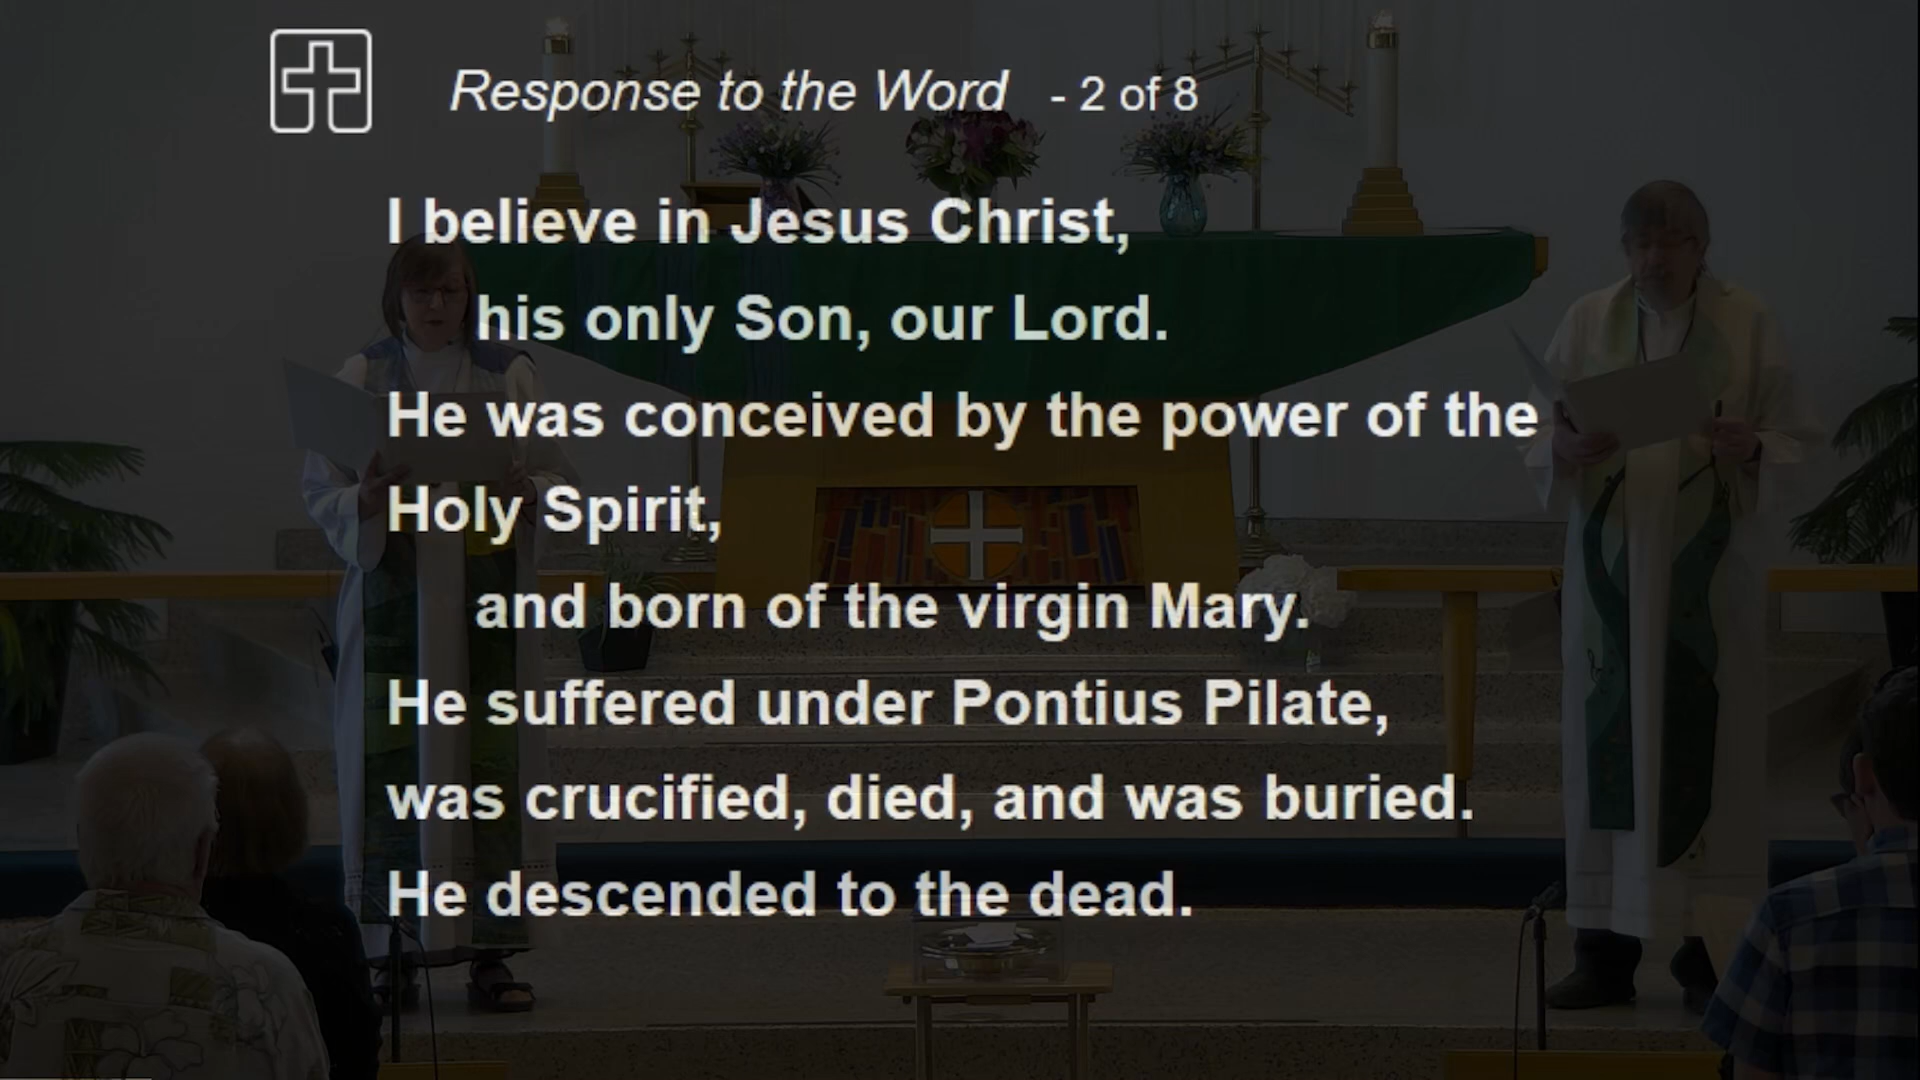 Response to the Word - 2 of 8
I believe in Jesus Christ,
his only Son, our Lord.
He was conceived by the power of the
Holy Spirit,
and born of the virgin Mary.
He suffered under Pontius Pilate,
was crucified, died, and was buried.
He descended to the dead.